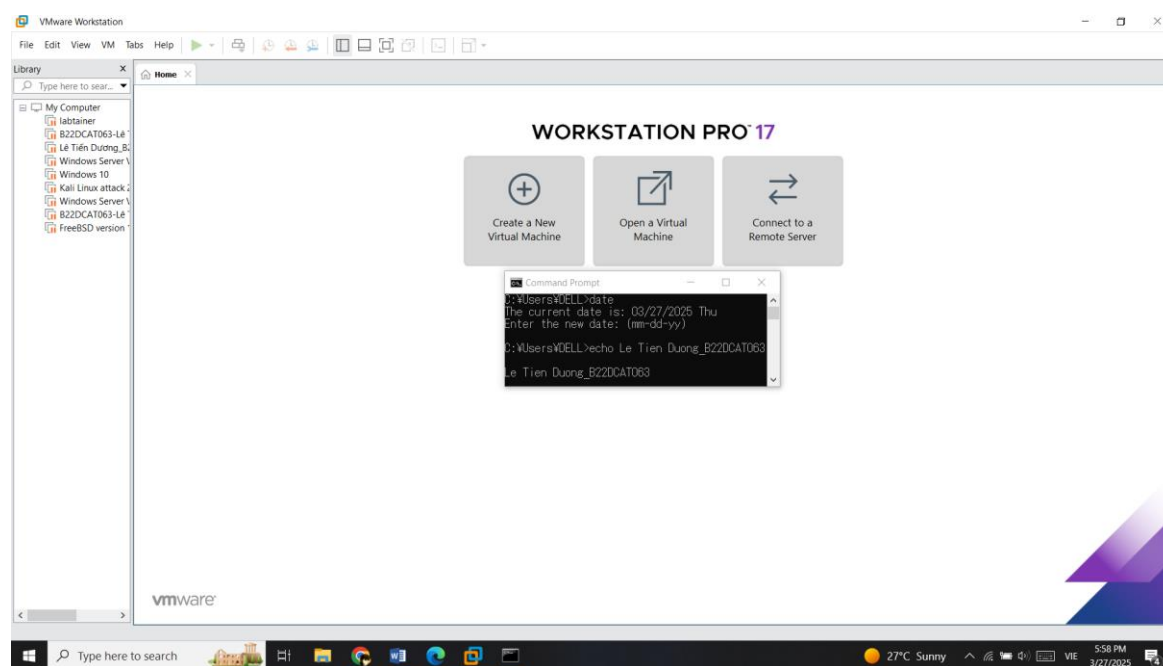 VMware Workstation
File Edit View VM Tabs Help
Library
Type here to sear...
Home
My Computer
labtainer
B22DCAT063-Lê
Lê Tiến Dương_B2
Windows Server
Windows 10
Kali Linux attack
Windows Server
B22DCAT063-Lê
FreeBSD version
WORKSTATION PRO™ 17
Create a New
Virtual Machine
Open a Virtual
Machine
Connect to a
Remote Server
Command Prompt
C:¥Users¥DELL>date
The current date is: 03/27/2025 Thu
Enter the new date: (mm-dd-yy)
C:¥Users¥DELL>echo Le Tien Duong_B22DCAT063
Le Tien Duong_B22DCAT063
vmware
Type here to search
27°C Sunny
VIE
5:58 PM
3/27/2025